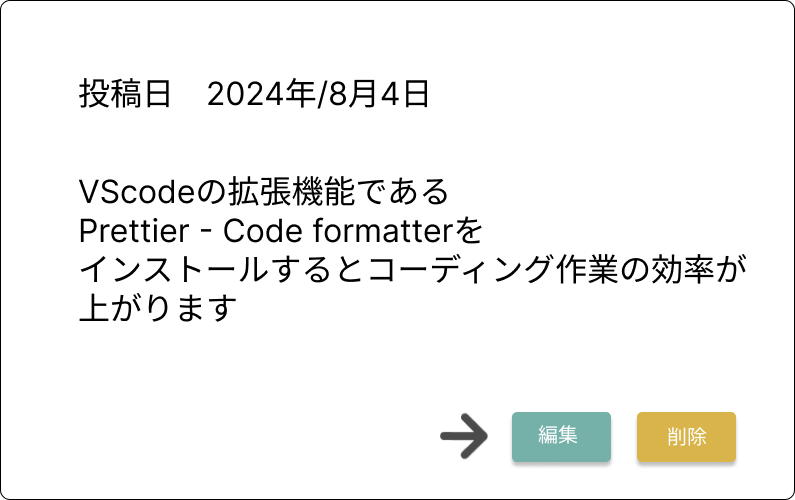 投稿日　2024年/8月4日
VScodeの拡張機能である
Prettier - Code formatterを
インストールするとコーディング作業の効率が
上がります
編集
削除